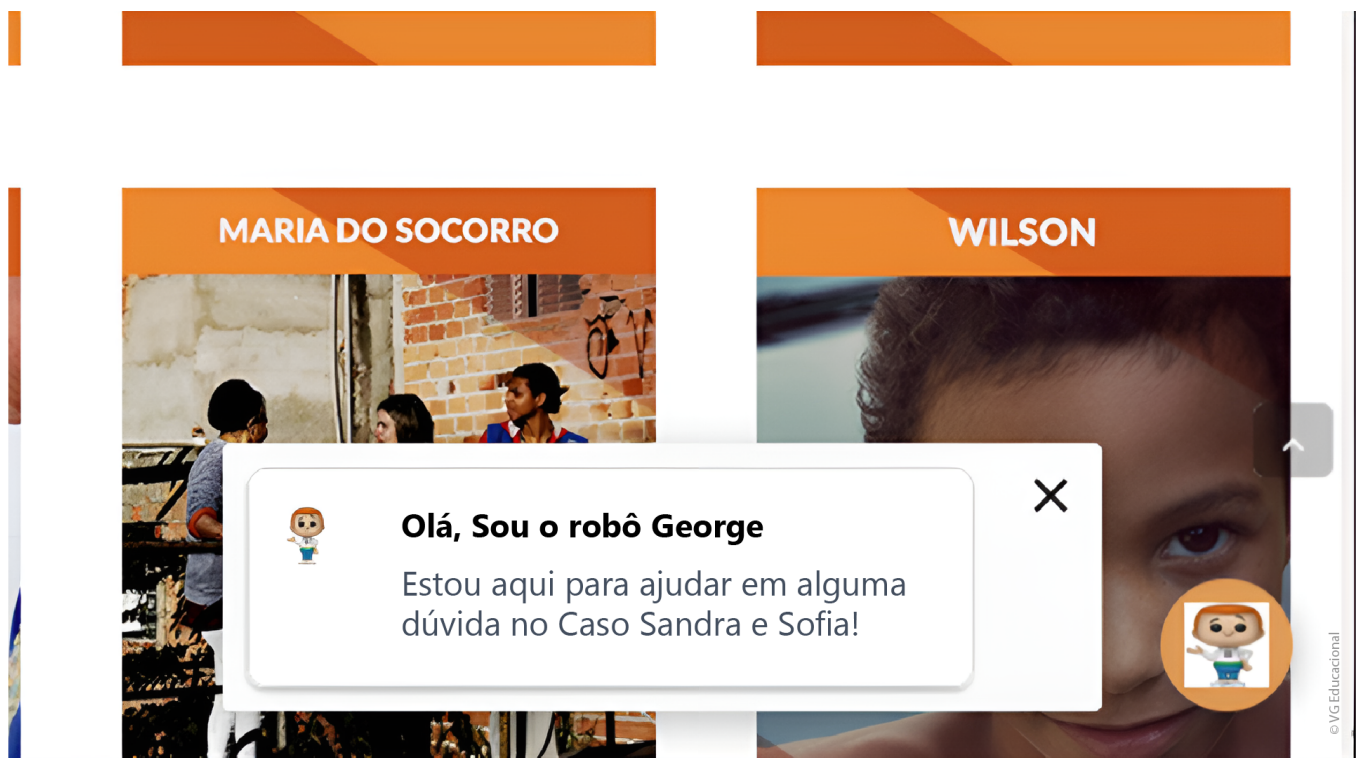 MARIA DO SOCORRO
WILSON
Olá, Sou o robô George
Estou aqui para ajudar em alguma
dúvida no Caso Sandra e Sofia!
© VG Educacional